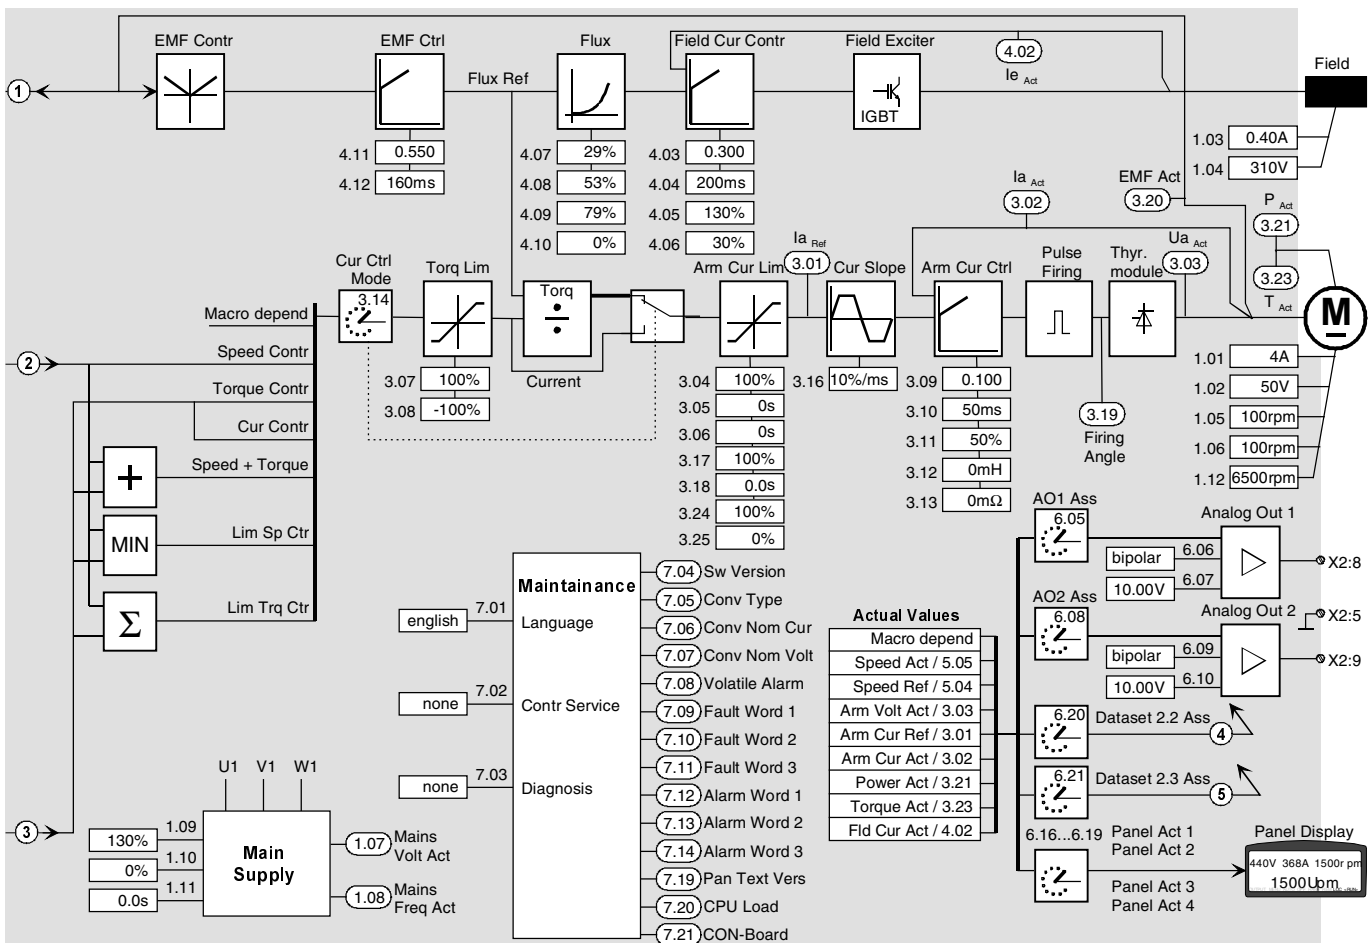 EMF Contr
EMF Ctrl
Flux
Field Cur Contr
Field Exciter
4.02
Ie Act
Field
1
Flux Ref
IGBT
4.11 0.550
4.12 160ms
4.07 29%
4.08 53%
4.09 79%
4.10 0%
4.03 0.300
4.04 200ms
4.05 130%
4.06 30%
1.03 0.40A
1.04 310V
Ia Act
3.02
EMF Act
3.20
P Act
3.21
3.23
T Act
Cur Ctrl
Mode
3.14
Torq Lim
Torq
Current
Arm Cur Lim
Ia Ref
3.01
Cur Slope
Arm Cur Ctrl
Pulse
Firing
Thyr.
module
Ua Act
3.03
M
Macro depend
2
Speed Contr
Torque Contr
Cur Contr
+
Speed + Torque
MIN
Lim Sp Ctr
Σ
Lim Trq Ctr
3.07 100%
3.08 -100%
3.04 100%
3.05 0s
3.06 0s
3.17 100%
3.18 0.0s
3.24 100%
3.25 0%
3.16 10%/ms
3.09 0.100
3.10 50ms
3.11 50%
3.12 0mH
3.13 0mΩ
3.19
Firing
Angle
1.01 4A
1.02 50V
1.05 100rpm
1.06 100rpm
1.12 6500rpm
Maintainance
english 7.01 Language
none 7.02 Contr Service
none 7.03 Diagnosis
7.04 Sw Version
7.05 Conv Type
7.06 Conv Nom Cur
7.07 Conv Nom Volt
7.08 Volatile Alarm
7.09 Fault Word 1
7.10 Fault Word 2
7.11 Fault Word 3
7.12 Alarm Word 1
7.13 Alarm Word 2
7.14 Alarm Word 3
7.19 Pan Text Vers
7.20 CPU Load
7.21 CON-Board
Actual Values
Macro depend
Speed Act / 5.05
Speed Ref / 5.04
Arm Volt Act / 3.03
Arm Cur Ref / 3.01
Arm Cur Act / 3.02
Power Act / 3.21
Torque Act / 3.23
Fld Cur Act / 4.02
AO1 Ass
6.05
Analog Out 1
bipolar 6.06
10.00V 6.07
X2:8
AO2 Ass
6.08
Analog Out 2
X2:5
bipolar 6.09
10.00V 6.10
X2:9
6.20
Dataset 2.2 Ass
4
6.21
Dataset 2.3 Ass
5
6.16...6.19
Panel Act 1
Panel Act 2
Panel Act 3
Panel Act 4
Panel Display
440V 368A 1500r pm
1500Upm
3
U1 V1 W1
Main
Supply
130% 1.09
0% 1.10
0.0s 1.11
1.07 Mains
Volt Act
1.08 Mains
Freq Act